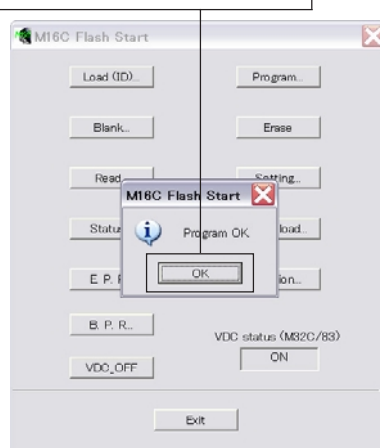 M16C Flash Start
Load (ID)... Program...
Blank... Erase
Read... Setting...
M16C Flash Start
Program OK
OK
B. P. R...
VDC status (M32C/83)
VDC_OFF ON
Exit